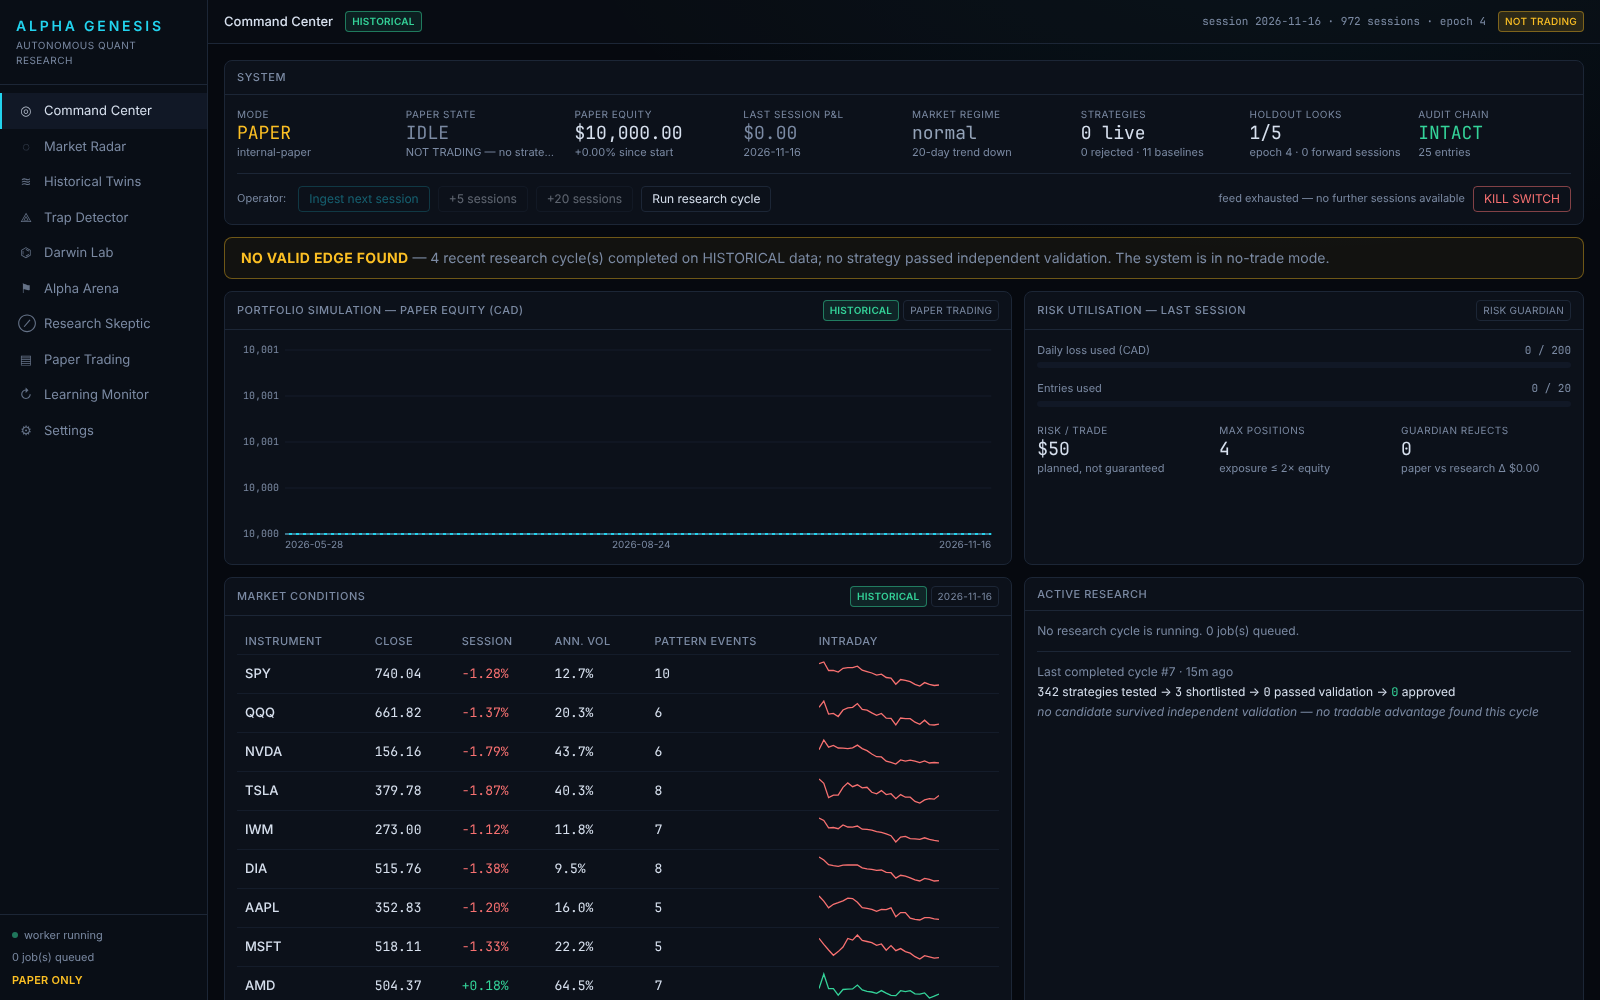 ALPHA GENESIS
AUTONOMOUS QUANT
RESEARCH
Command Center
Market Radar
Historical Twins
Trap Detector
Darwin Lab
Alpha Arena
Research Skeptic
Paper Trading
Learning Monitor
Settings
worker running
0 job(s) queued
PAPER ONLY
Command Center HISTORICAL session 2026-11-16 · 972 sessions · epoch 4 NOT TRADING
SYSTEM
MODE PAPER STATE PAPER EQUITY LAST SESSION P&L MARKET REGIME STRATEGIES HOLDOUT LOOKS AUDIT CHAIN
PAPER IDLE $10,000.00 $0.00 normal 0 live 1/5 INTACT
internal-paper NOT TRADING — no strate... +0.00% since start 2026-11-16 20-day trend down 0 rejected · 11 baselines epoch 4 · 0 forward sessions 25 entries
Operator: Ingest next session +5 sessions +20 sessions Run research cycle feed exhausted — no further sessions available KILL SWITCH
NO VALID EDGE FOUND — 4 recent research cycle(s) completed on HISTORICAL data; no strategy passed independent validation. The system is in no-trade mode.
PORTFOLIO SIMULATION — PAPER EQUITY (CAD) HISTORICAL PAPER TRADING
10,001
10,001
10,001
10,000
10,000
2026-05-28 2026-08-24 2026-11-16
RISK UTILISATION — LAST SESSION RISK GUARDIAN
Daily loss used (CAD) 0 / 200
Entries used 0 / 20
RISK / TRADE MAX POSITIONS GUARDIAN REJECTS
$50 4 0
planned, not guaranteed exposure ≤ 2× equity paper vs research Δ $0.00
MARKET CONDITIONS HISTORICAL 2026-11-16
INSTRUMENT CLOSE SESSION ANN. VOL PATTERN EVENTS INTRADAY
SPY 740.04 -1.28% 12.7% 10
QQQ 661.82 -1.37% 20.3% 6
NVDA 156.16 -1.79% 43.7% 6
TSLA 379.78 -1.87% 40.3% 8
IWM 273.00 -1.12% 11.8% 7
DIA 515.76 -1.38% 9.5% 8
AAPL 352.83 -1.20% 16.0% 5
MSFT 518.11 -1.33% 22.2% 5
AMD 504.37 +0.18% 64.5% 7
ACTIVE RESEARCH
No research cycle is running. 0 job(s) queued.
Last completed cycle #7 · 15m ago
342 strategies tested → 3 shortlisted → 0 passed validation → 0 approved
no candidate survived independent validation — no tradable advantage found this cycle